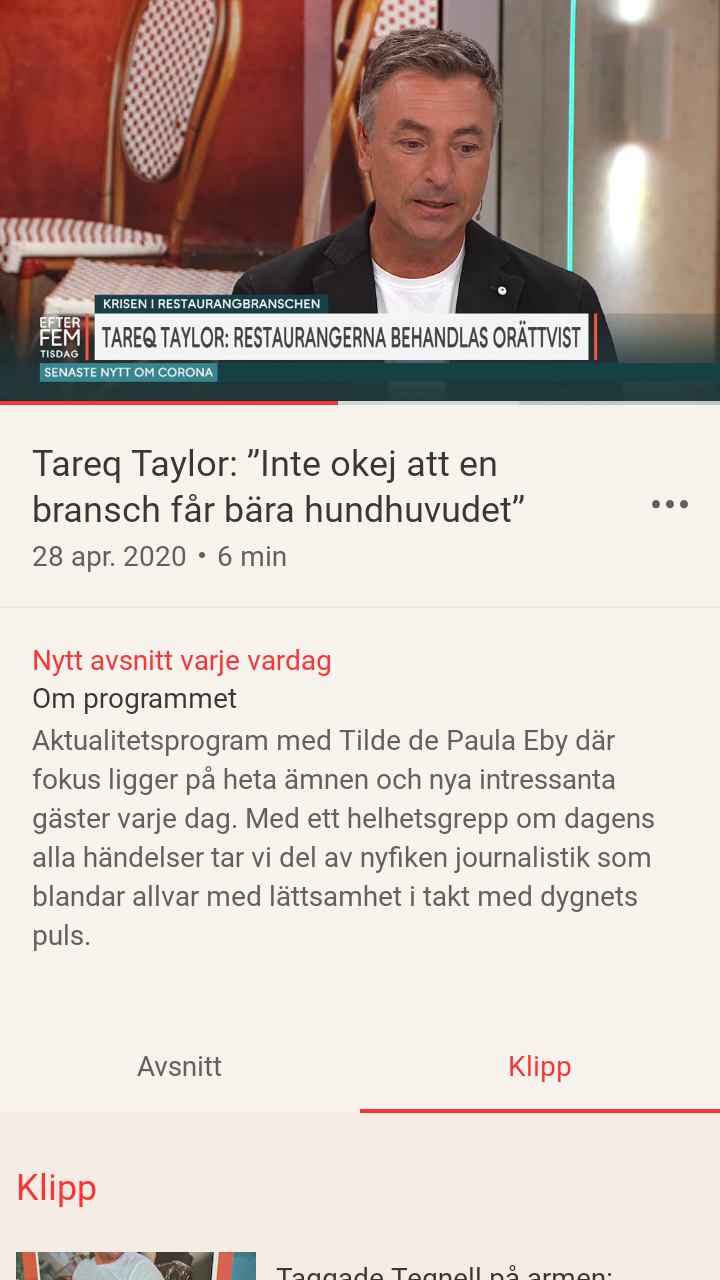 KRISEN I RESTAURANGBRANSCHEN
EFTER
FEM
TISDAG
TAREQ TAYLOR: RESTAURANGERNA BEHANDLAS ORÄTTVIST
SENASTE NYTT OM CORONA
Tareq Taylor: ”Inte okej att en
bransch får bära hundhuvudet”
28 apr. 2020 • 6 min
Nytt avsnitt varje vardag
Om programmet
Aktualitetsprogram med Tilde de Paula Eby där
fokus ligger på heta ämnen och nya intressanta
gäster varje dag. Med ett helhetsgrepp om dagens
alla händelser tar vi del av nyfiken journalistik som
blandar allvar med lättsamhet i takt med dygnets
puls.
Avsnitt
Klipp
Klipp
Taggade Tegnell på armen: